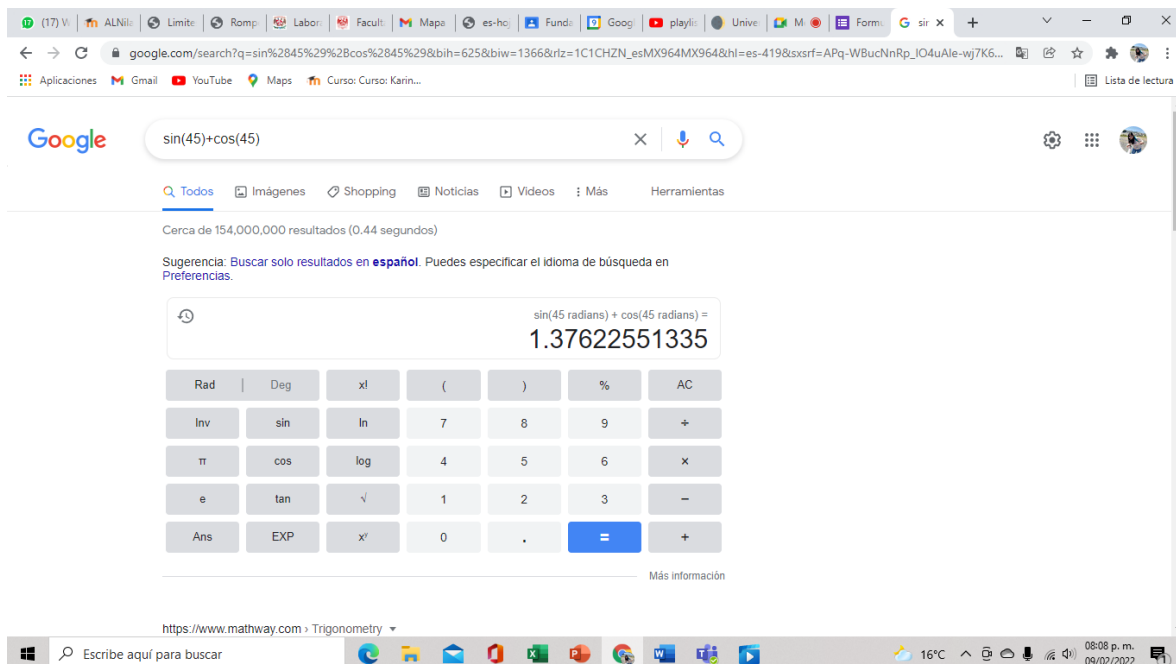 (17) W ALNila Limite Romp Labor Facult Mapa es-ho Funda Goog playlis Unive M Form sir
google.com/search?q=sin%2845%29%2Bcos%2845%29&bih=625&biw=1366&rlz=1C1CHZN_esMX964MX964&hl=es-419&sxsrf=APq-WBucNnRp_IO4uAIe-wj7K6...
Aplicaciones Gmail YouTube Maps Curso: Curso: Karin... Lista de lectura
Google sin(45)+cos(45)
Todos Imágenes Shopping Noticias Videos Más Herramientas
Cerca de 154,000,000 resultados (0.44 segundos)
Sugerencia: Buscar solo resultados en español. Puedes especificar el idioma de búsqueda en
Preferencias.
sin(45 radians) + cos(45 radians) =
1.37622551335
Rad | Deg x! ( ) % AC
Inv sin ln 7 8 9 ÷
π cos log 4 5 6 ×
e tan √ 1 2 3 −
Ans EXP xʸ 0 . = +
Más información
https://www.mathway.com › Trigonometry
Escribe aquí para buscar 16°C 08:08 p. m.
09/02/2022